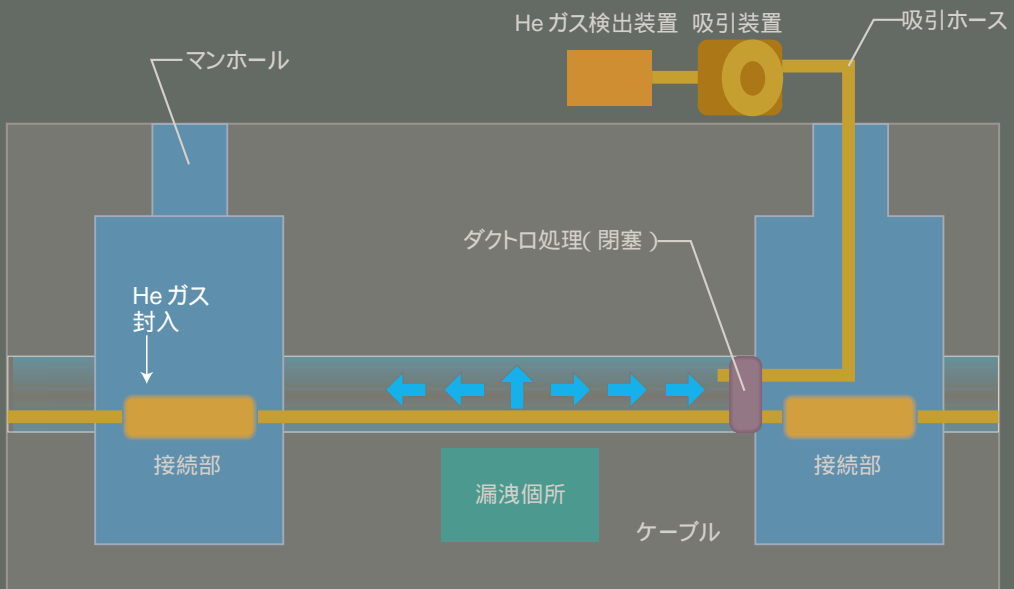 He ガス検出装置
吸引装置
吸引ホース
マンホール
ダクト口処理( 閉塞 )
He ガス
封入
接続部
接続部
漏洩個所
ケーブル